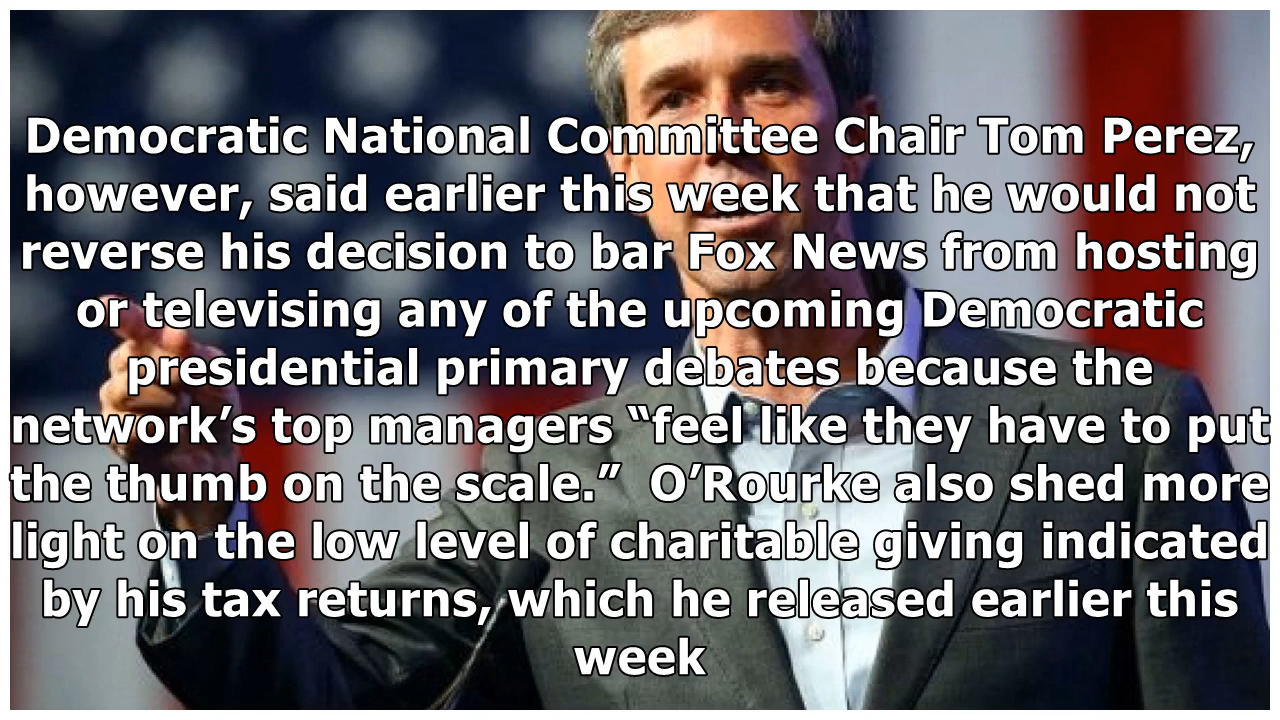 Democratic National Committee Chair Tom Perez,
however, said earlier this week that he would not
reverse his decision to bar Fox News from hosting
or televising any of the upcoming Democratic
presidential primary debates because the
network’s top managers “feel like they have to put
the thumb on the scale.”  O’Rourke also shed more
light on the low level of charitable giving indicated
by his tax returns, which he released earlier this
week